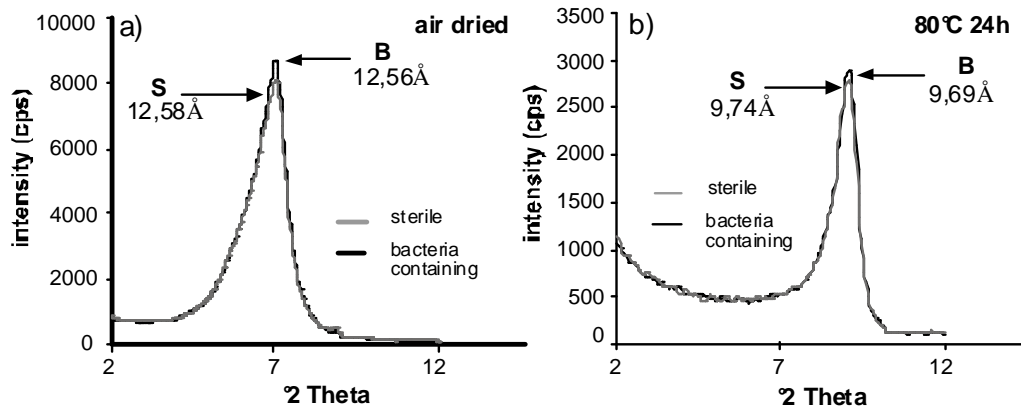 a)
air dried
10000
8000
6000
4000
2000
0
intensity (cps)
S
12,58Å
B
12,56Å
sterile
bacteria
containing
2
7
12
°2 Theta
b)
80°C 24h
3500
3000
2500
2000
1500
1000
500
0
intensity (cps)
S
9,74Å
B
9,69Å
sterile
bacteria
containing
2
7
12
°2 Theta